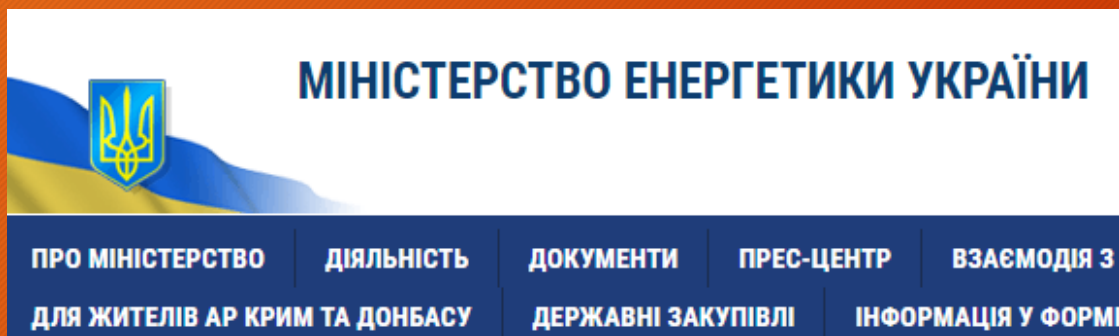 МІНІСТЕРСТВО ЕНЕРГЕТИКИ УКРАЇНИ
ПРО МІНІСТЕРСТВО ДІЯЛЬНІСТЬ ДОКУМЕНТИ ПРЕС-ЦЕНТР ВЗАЄМОДІЯ З
ДЛЯ ЖИТЕЛІВ АР КРИМ ТА ДОНБАСУ ДЕРЖАВНІ ЗАКУПІВЛІ ІНФОРМАЦІЯ У ФОРМ